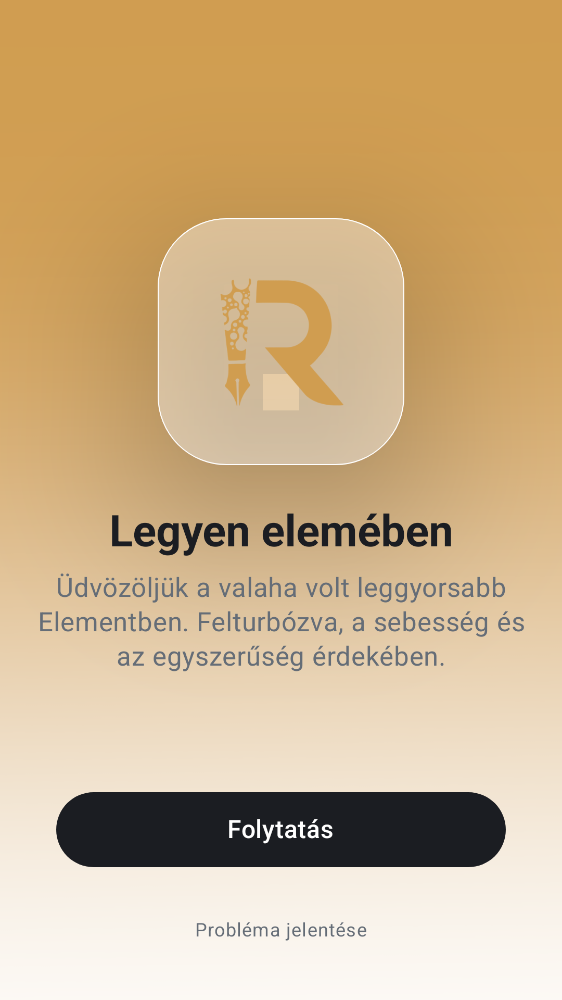 R
Legyen elemében
Üdvözöljük a valaha volt leggyorsabb
Elementben. Felturbózva, a sebesség és
az egyszerűség érdekében.
Folytatás
Probléma jelentése